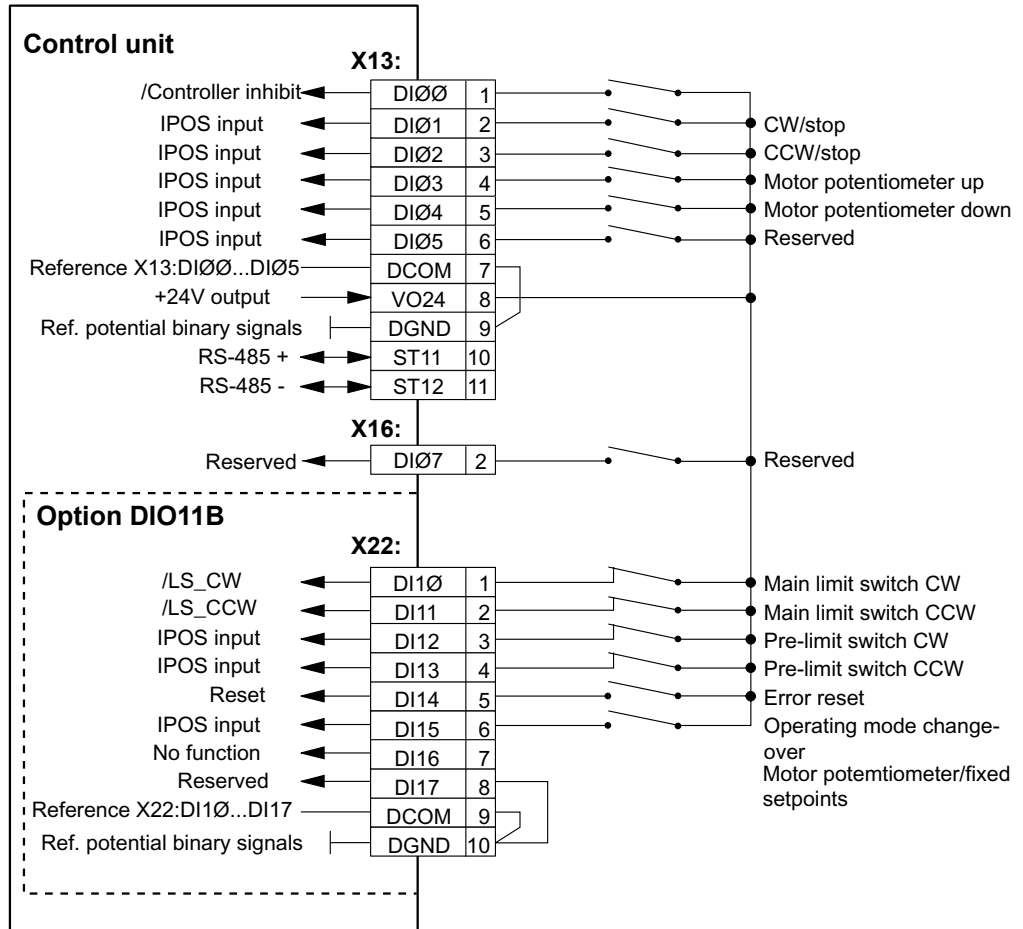 Control unit
X13:
/Controller inhibit DIØØ 1
IPOS input DIØ1 2 CW/stop
IPOS input DIØ2 3 CCW/stop
IPOS input DIØ3 4 Motor potentiometer up
IPOS input DIØ4 5 Motor potentiometer down
IPOS input DIØ5 6 Reserved
Reference X13:DIØØ...DIØ5 DCOM 7
+24V output VO24 8
Ref. potential binary signals DGND 9
RS-485 + ST11 10
RS-485 - ST12 11
X16:
Reserved DIØ7 2 Reserved
Option DIO11B
X22:
/LS_CW DI1Ø 1 Main limit switch CW
/LS_CCW DI11 2 Main limit switch CCW
IPOS input DI12 3 Pre-limit switch CW
IPOS input DI13 4 Pre-limit switch CCW
Reset DI14 5 Error reset
IPOS input DI15 6 Operating mode change-
over
No function DI16 7
Motor potemtiometer/fixed
Reserved DI17 8
setpoints
Reference X22:DI1Ø...DI17 DCOM 9
Ref. potential binary signals DGND 10